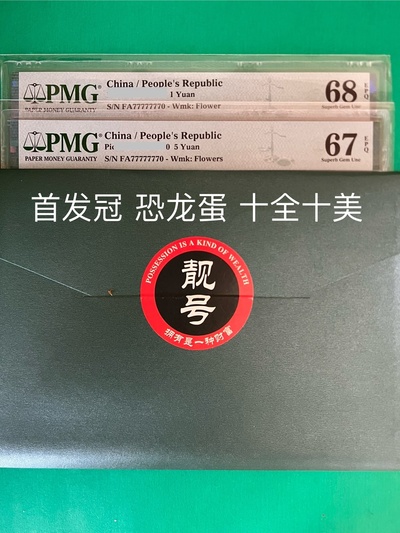 PMG
PAPER MONEY GUARANTY
China / People's Republic
1 Yuan
S/N FA77777770 - Wmk: Flower
68
EPQ
Superb Gem Unc
PMG
PAPER MONEY GUARANTY
China / People's Republic
Pic 0 5 Yuan
S/N FA77777770 - Wmk: Flowers
67
EPQ
Superb Gem Unc
首发冠 恐龙蛋 十全十美
POSSESSION IS A KIND OF WEALTH
靓号
拥有是一种财富